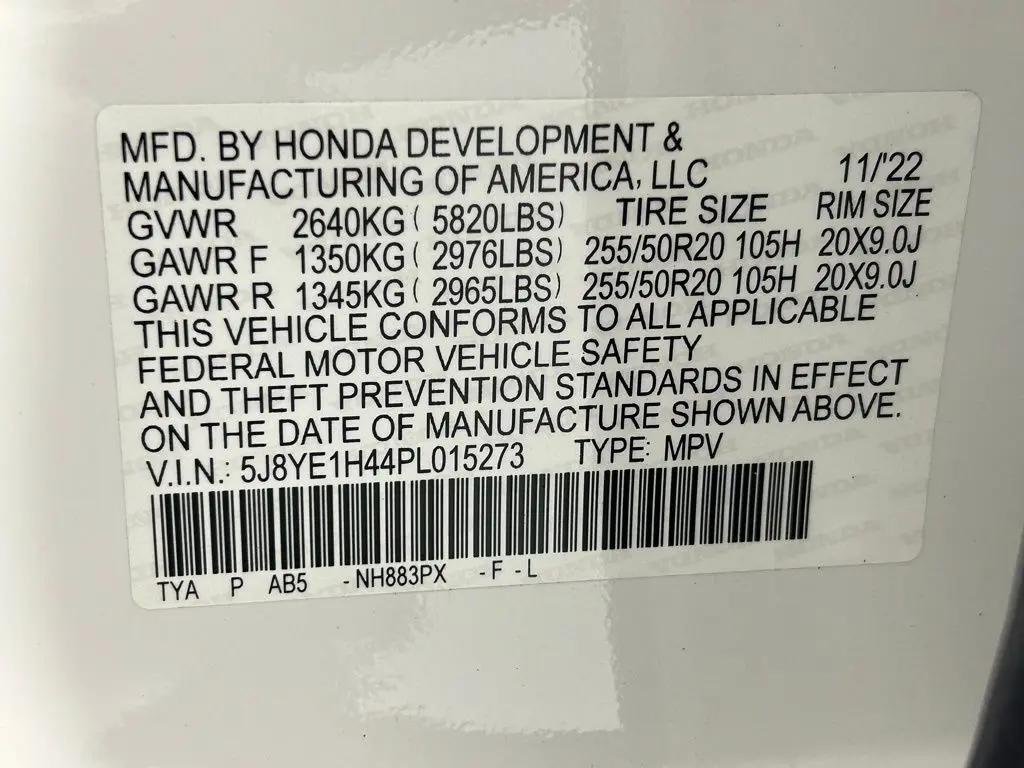 MFD. BY HONDA DEVELOPMENT &
MANUFACTURING OF AMERICA, LLC 11/'22
GVWR 2640KG ( 5820LBS) TIRE SIZE RIM SIZE
GAWR F 1350KG ( 2976LBS) 255/50R20 105H 20X9.0J
GAWR R 1345KG ( 2965LBS) 255/50R20 105H 20X9.0J
THIS VEHICLE CONFORMS TO ALL APPLICABLE
FEDERAL MOTOR VEHICLE SAFETY
AND THEFT PREVENTION STANDARDS IN EFFECT
ON THE DATE OF MANUFACTURE SHOWN ABOVE.
V.I.N.: 5J8YE1H44PL015273 TYPE: MPV
TYA P AB5 -NH883PX -F -L